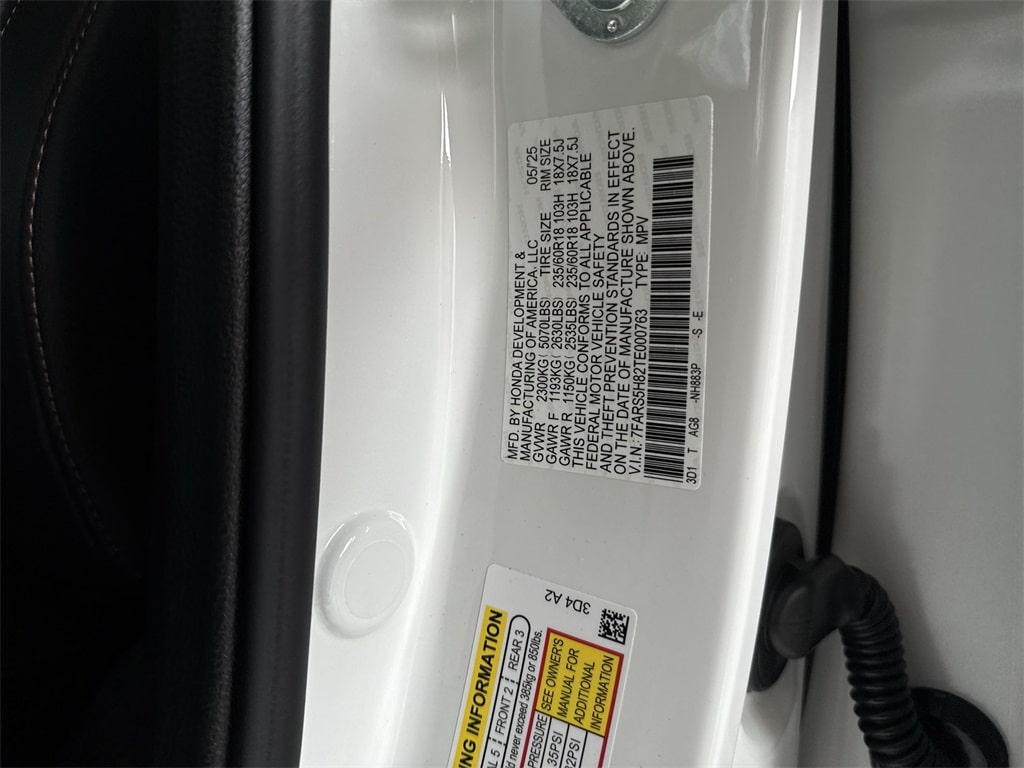 MFD. BY HONDA DEVELOPMENT &
MANUFACTURING OF AMERICA, LLC 05/'25
GVWR 2300KG( 5070LBS) TIRE SIZE RIM SIZE
GAWR F 1193KG( 2630LBS) 235/60R18 103H 18X7.5J
GAWR R 1150KG( 2535LBS) 235/60R18 103H 18X7.5J
THIS VEHICLE CONFORMS TO ALL APPLICABLE
FEDERAL MOTOR VEHICLE SAFETY
AND THEFT PREVENTION STANDARDS IN EFFECT
ON THE DATE OF MANUFACTURE SHOWN ABOVE.
V.I.N.: 7FARS5H82TE000763 TYPE: MPV
3D1 T AG8 -NH883P -S -E
3D4 A2
NG INFORMATION
AL 5 FRONT 2 REAR 3
d never exceed 385kg or 850lbs.
PRESSURE SEE OWNER'S
35PSI MANUAL FOR
32PSI ADDITIONAL
INFORMATION